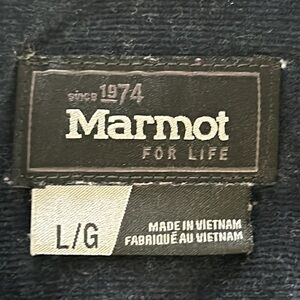 since 1974
Marmot
FOR LIFE
L/G
MADE IN VIETNAM
FABRIQUÉ AU VIETNAM